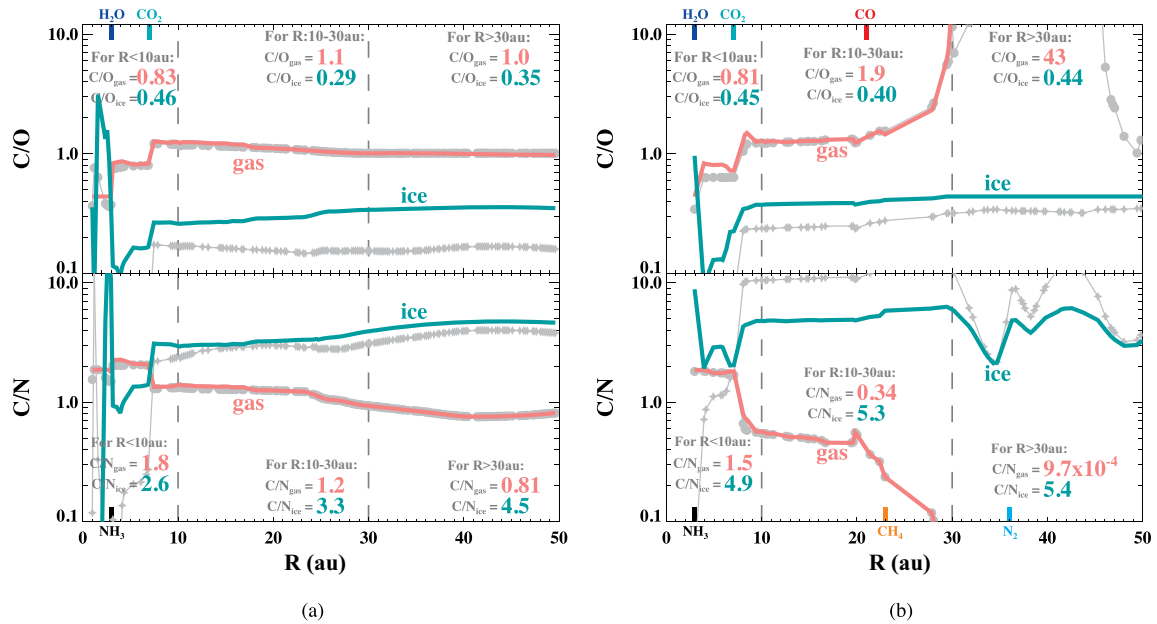 H₂O CO₂
12.0
For R<10au:
C/Ogas = 0.83
C/Oice = 0.46
For R:10-30au:
C/Ogas = 1.1
C/Oice = 0.29
For R>30au:
C/Ogas = 1.0
C/Oice = 0.35
C/O
1.0
gas
ice
0.1
10.0
C/N
1.0
ice
gas
For R<10au:
C/Ngas = 1.8
C/Nice = 2.6
For R:10-30au:
C/Ngas = 1.2
C/Nice = 3.3
For R>30au:
C/Ngas = 0.81
C/Nice = 4.5
0.1
NH₃
0 10 20 30 40 50
R (au)
(a)
H₂O CO₂ CO
12.0
For R<10au:
C/Ogas = 0.81
C/Oice = 0.45
For R:10-30au:
C/Ogas = 1.9
C/Oice = 0.40
For R>30au:
C/Ogas = 43
C/Oice = 0.44
C/O
1.0
gas
ice
0.1
10.0
C/N
1.0
ice
gas
For R:10-30au:
C/Ngas = 0.34
C/Nice = 5.3
For R<10au:
C/Ngas = 1.5
C/Nice = 4.9
For R>30au:
C/Ngas = 9.7x10⁻⁴
C/Nice = 5.4
0.1
NH₃ CH₄ N₂
0 10 20 30 40 50
R (au)
(b)